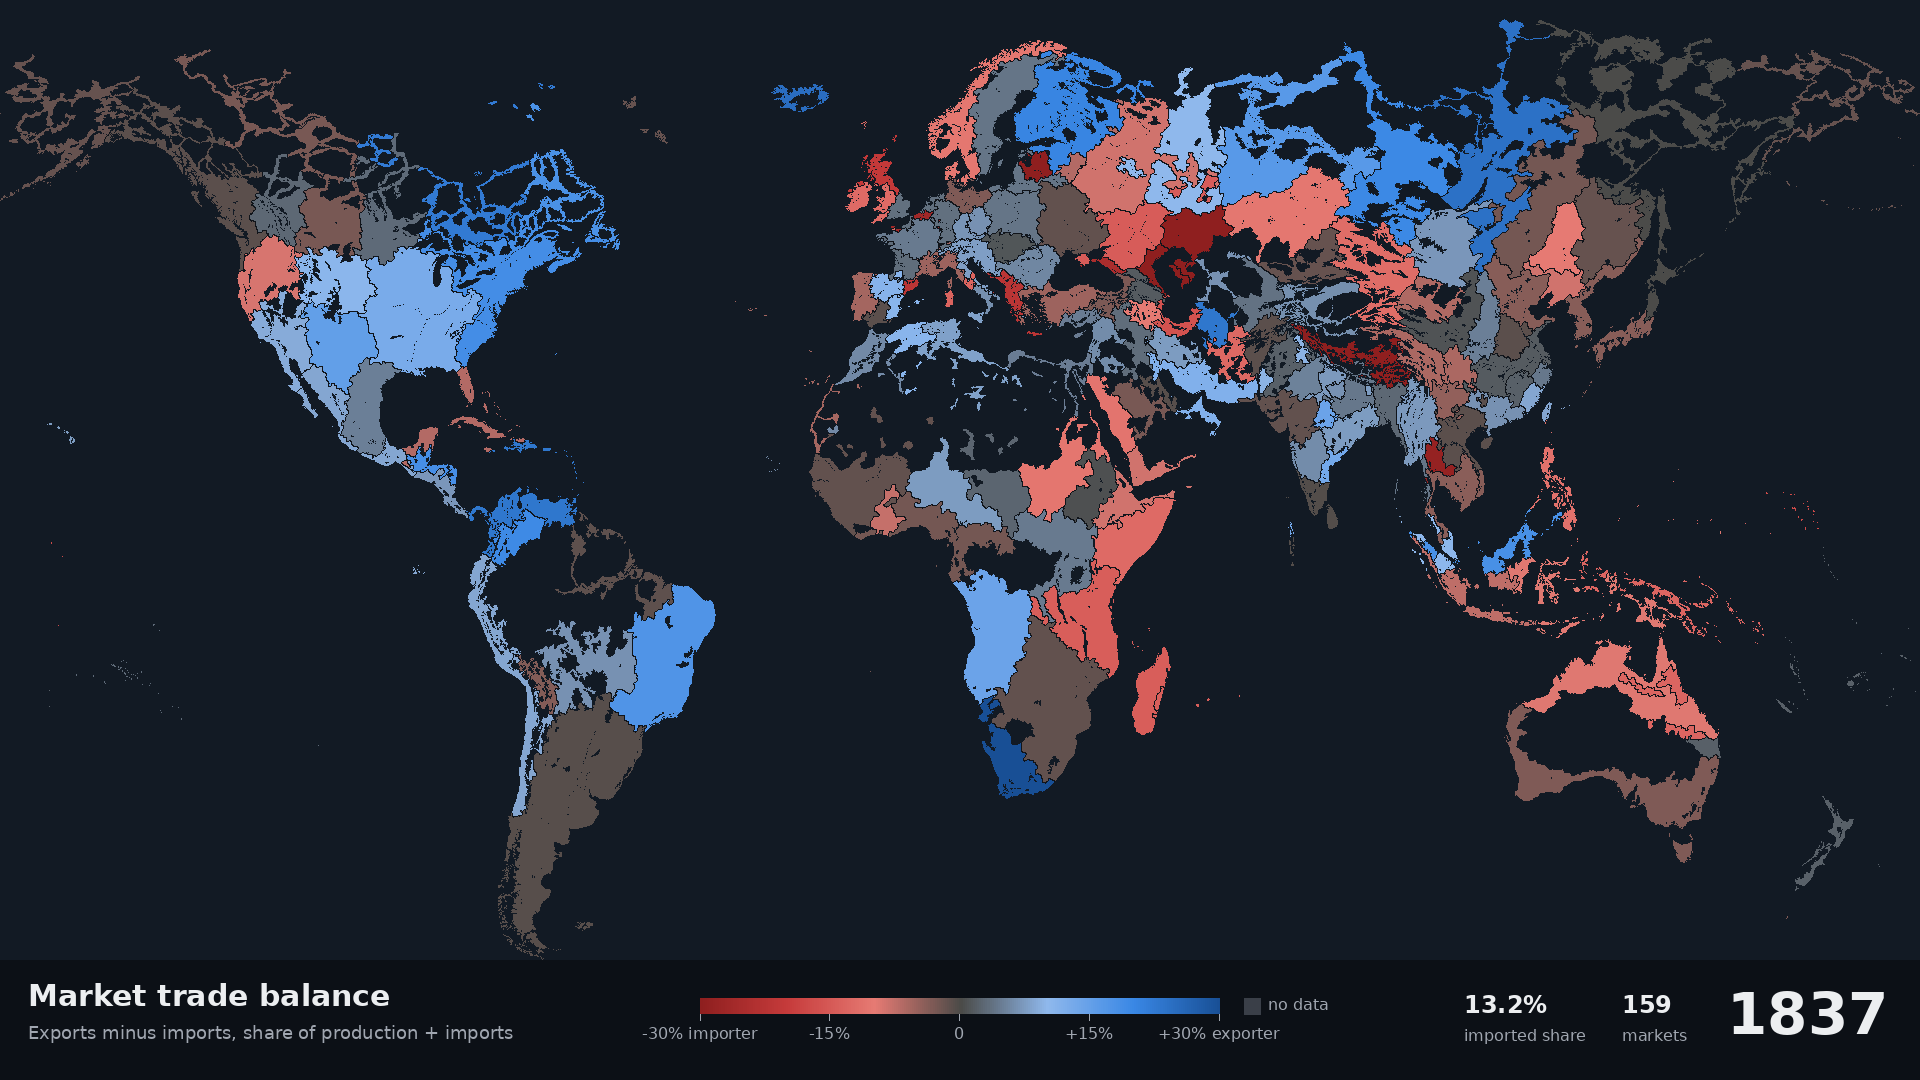 Market trade balance
Exports minus imports, share of production + imports
-30% importer
-15%
0
+15%
+30% exporter
no data
13.2%
imported share
159
markets
1837